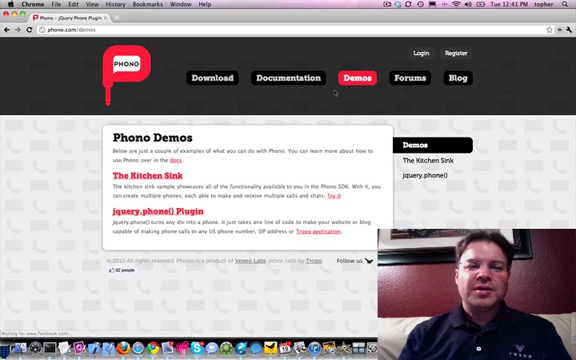 Chrome File Edit View History Bookmarks Window Help
Tue 12:41 PM topher
Phono – jQuery Phone Plugin
phono.com/demos
Login Register
PHONO
Download Documentation Demos Forums Blog
Phono Demos
Below are just a couple of examples of what you can do with Phono. You can learn more about how to
use Phono over in the docs.
The Kitchen Sink
The kitchen sink sample showcases all of the functionality available to you in the Phono SDK. With it, you
can create multiple phones, each able to make and receive multiple calls and chats. Try it
jquery.phone() Plugin
jquery.phone() turns any div into a phone. It just takes one line of code to make your website or blog
capable of making phone calls to any US phone number, SIP address or Tropo application.
Demos
The Kitchen Sink
jquery.phone()
© 2010 All rights reserved. Phono is a product of Voxeo Labs. Voice calls by Tropo.
Follow us
92 people
Waiting for www.facebook.com...